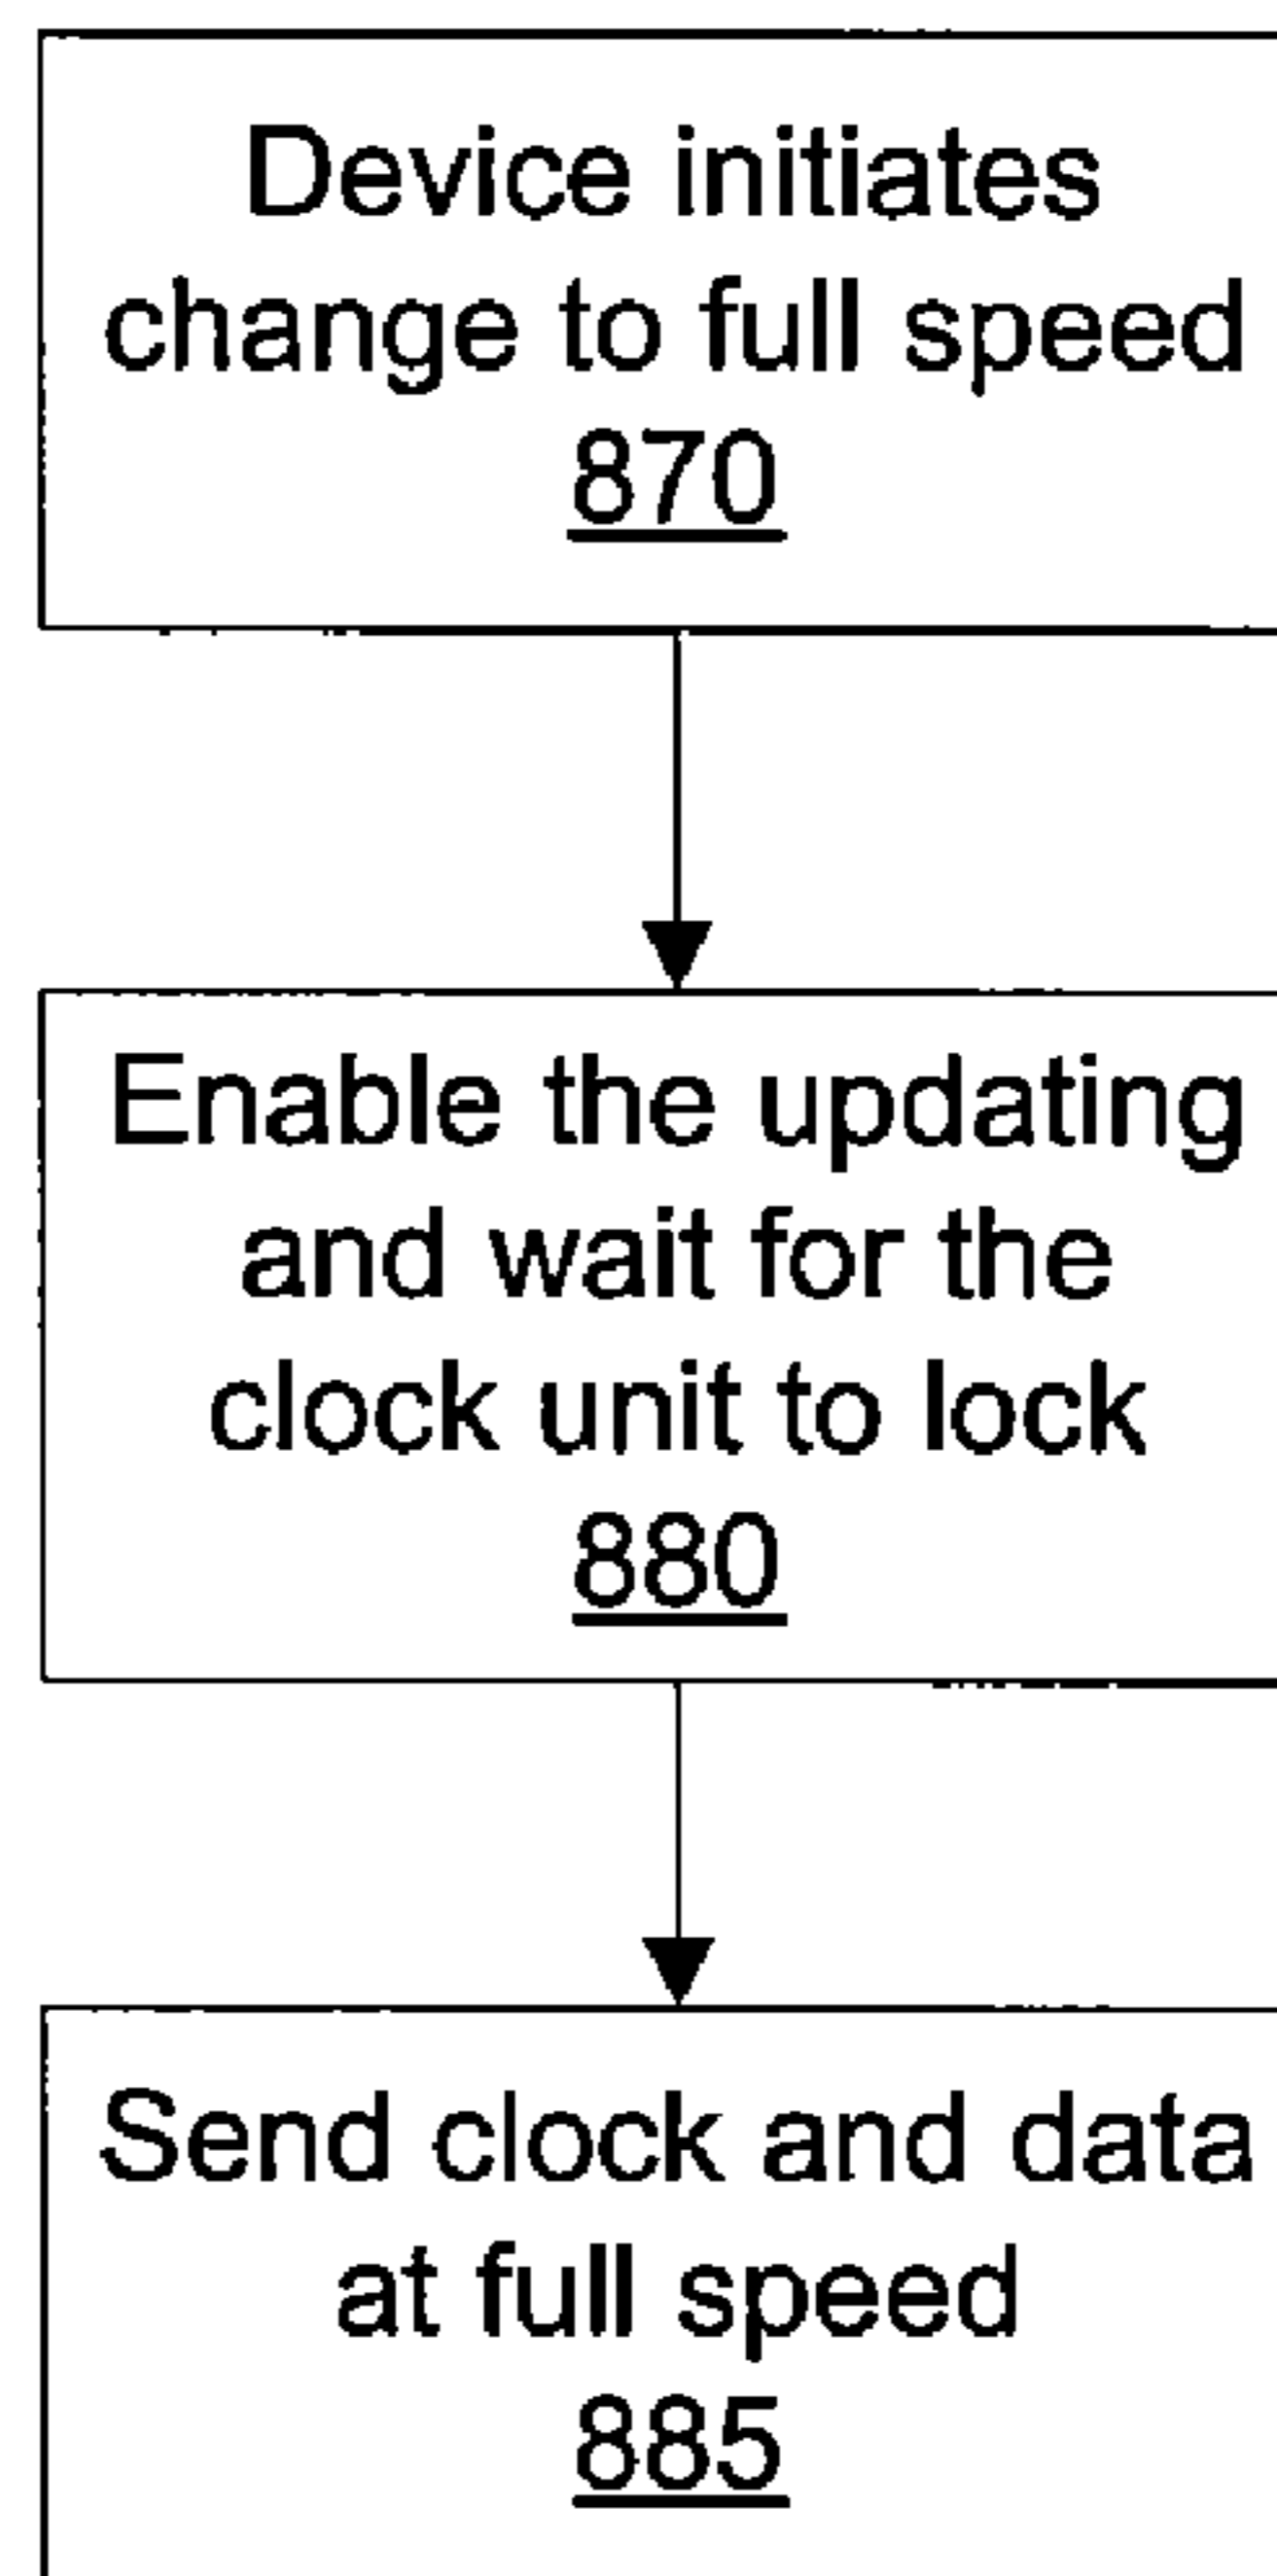 Device initiates
change to full speed
870
Enable the updating
and wait for the
clock unit to lock
880
Send clock and data
at full speed
885